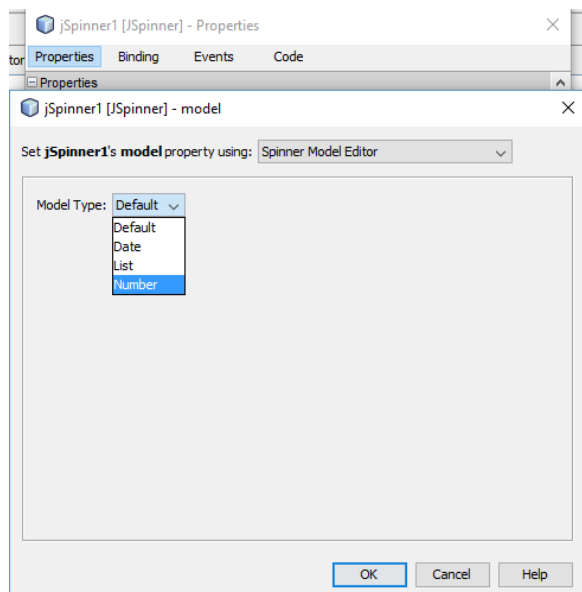 jSpinner1 [JSpinner] - Properties
tor Properties Binding Events Code
Properties
jSpinner1 [JSpinner] - model
Set jSpinner1's model property using: Spinner Model Editor
Model Type: Default
Default
Date
List
Number
OK Cancel Help